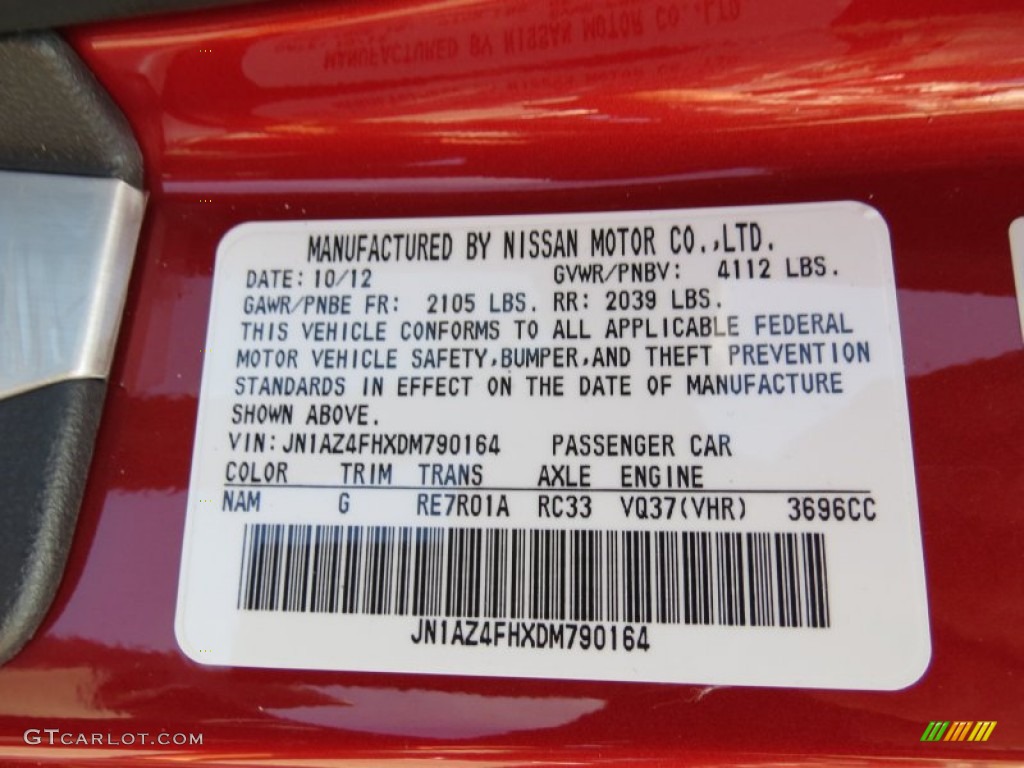 MANUFACTURED BY NISSAN MOTOR CO.,LTD.
DATE: 10/12 GVWR/PNBV: 4112 LBS.
GAWR/PNBE FR: 2105 LBS. RR: 2039 LBS.
THIS VEHICLE CONFORMS TO ALL APPLICABLE FEDERAL
MOTOR VEHICLE SAFETY,BUMPER,AND THEFT PREVENTION
STANDARDS IN EFFECT ON THE DATE OF MANUFACTURE
SHOWN ABOVE.
VIN: JN1AZ4FHXDM790164 PASSENGER CAR
COLOR TRIM TRANS AXLE ENGINE
NAM G RE7R01A RC33 VQ37(VHR) 3696CC
JN1AZ4FHXDM790164
GTCARLOT.COM